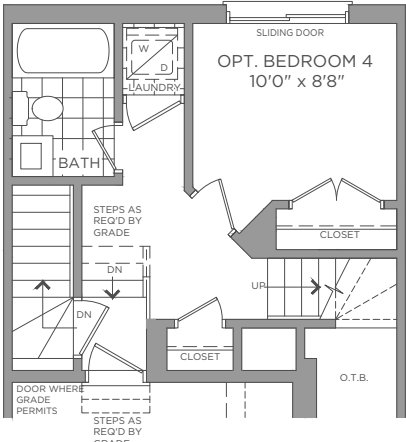 SLIDING DOOR
OPT. BEDROOM 4
10'0" x 8'8"
W
D
LAUNDRY
BATH
STEPS AS
REQ'D BY
GRADE
CLOSET
DN
UP
DN
CLOSET
O.T.B.
DOOR WHERE
GRADE
PERMITS
STEPS AS
REQ'D BY
GRADE